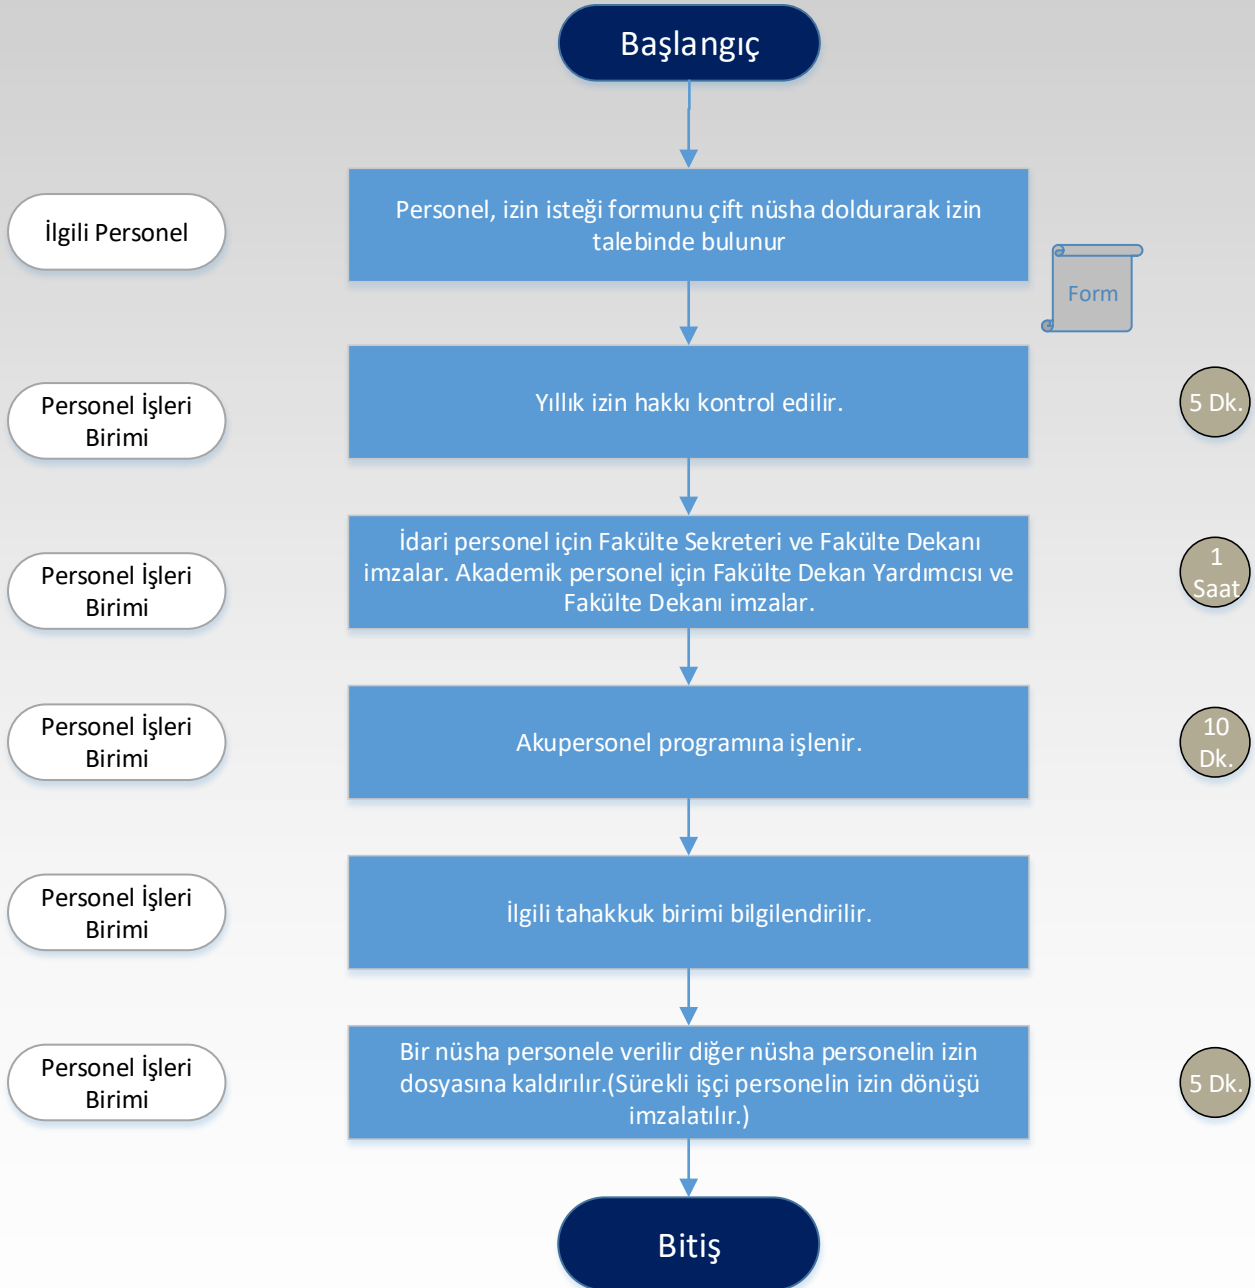 Başlangıç
İlgili Personel
Personel, izin isteği formunu çift nüsha doldurarak izin
talebinde bulunur
Form
Personel İşleri
Birimi
Yıllık izin hakkı kontrol edilir.
5 Dk.
Personel İşleri
Birimi
İdari personel için Fakülte Sekreteri ve Fakülte Dekanı
imzalar. Akademik personel için Fakülte Dekan Yardımcısı ve
Fakülte Dekanı imzalar.
1
Saat
Personel İşleri
Birimi
Akupersonel programına işlenir.
10
Dk.
Personel İşleri
Birimi
İlgili tahakkuk birimi bilgilendirilir.
Personel İşleri
Birimi
Bir nüsha personele verilir diğer nüsha personelin izin
dosyasına kaldırılır.(Sürekli işçi personelin izin dönüşü
imzalatılır.)
5 Dk.
Bitiş